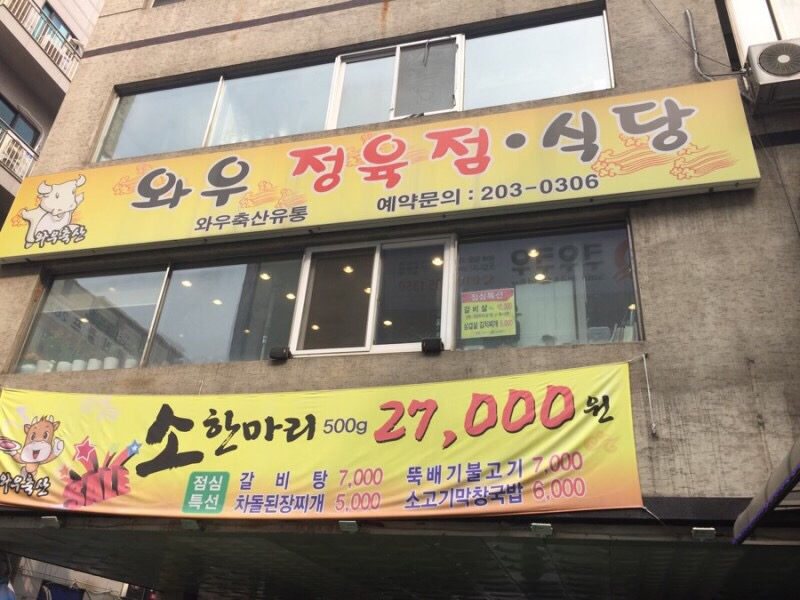 와우 정육점·식당
와우축산
와우축산유통 예약문의 : 203-0306
점심특선
갈비탕
소한마리 500g 27,000원
와우축산
점심
특선
갈비탕 7,000 뚝배기불고기 7,000
차돌된장찌개 5,000 소고기막창국밥 6,000